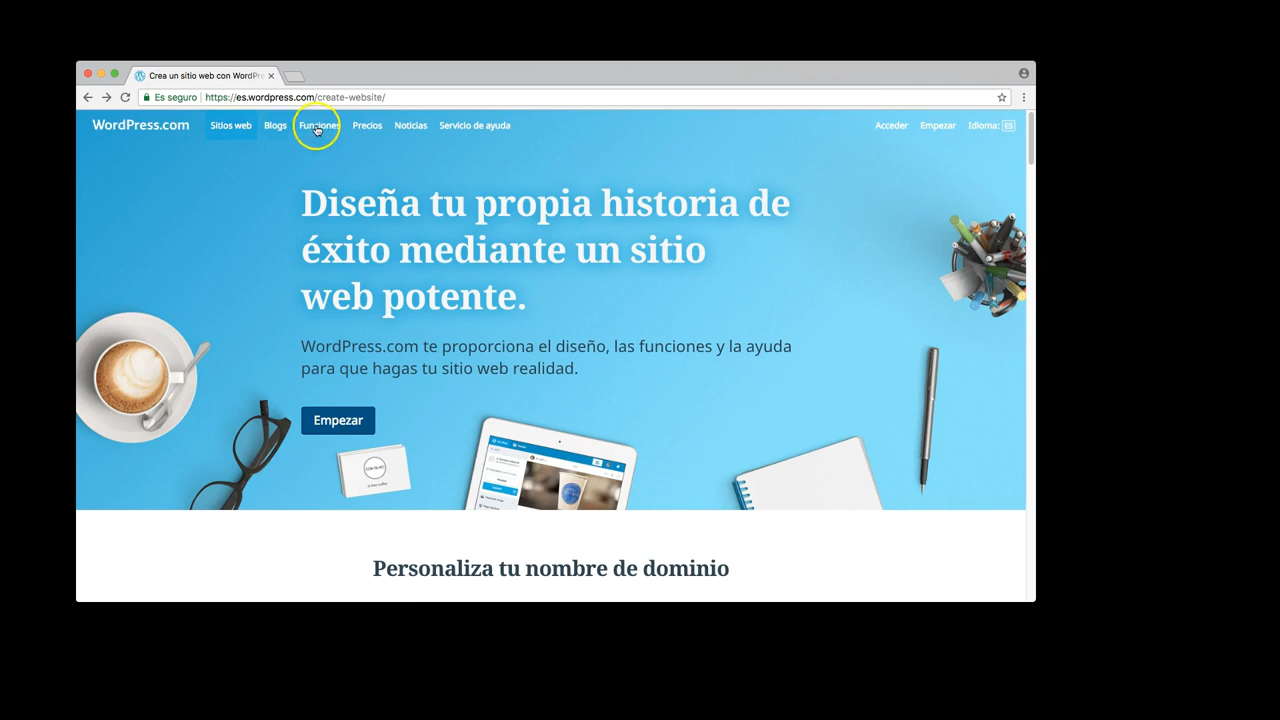 Crea un sitio web con WordPre
Es seguro
https://es.wordpress.com/create-website/
WordPress.com
Sitios web
Blogs
Funciones
Precios
Noticias
Servicio de ayuda
Acceder
Empezar
Idioma: ES
Diseña tu propia historia de
éxito mediante un sitio
web potente.
WordPress.com te proporciona el diseño, las funciones y la ayuda
para que hagas tu sitio web realidad.
Empezar
Personaliza tu nombre de dominio